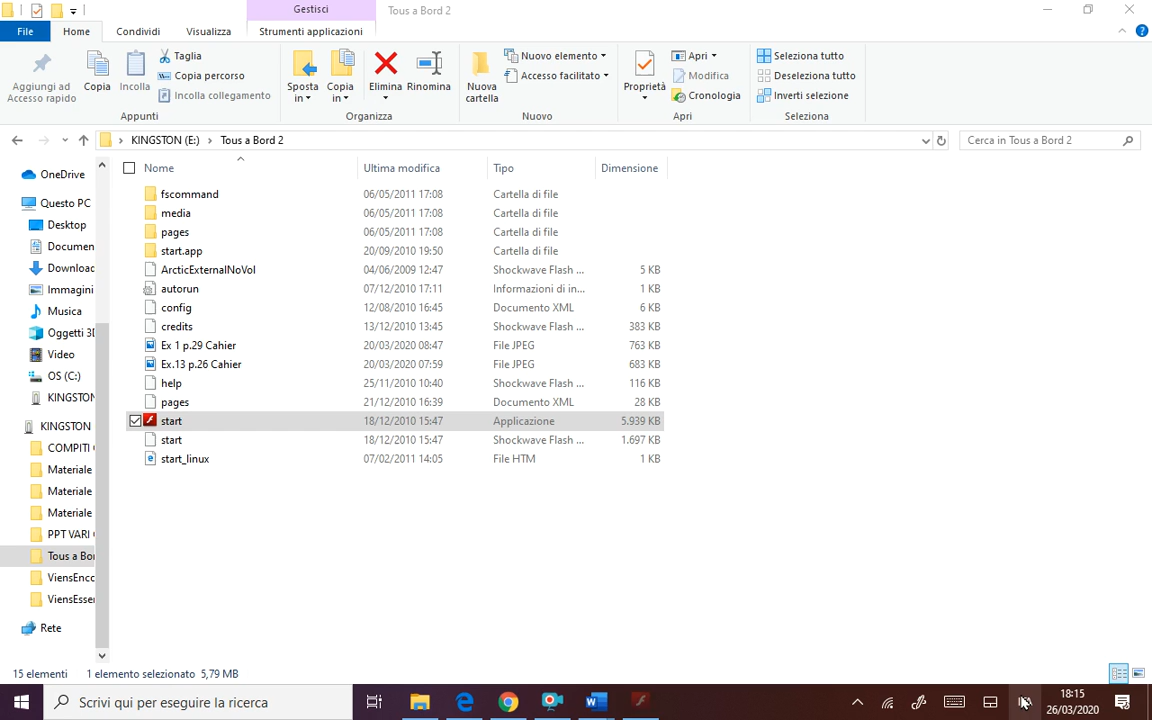 Gestisci Tous a Bord 2
File Home Condividi Visualizza Strumenti applicazioni
Aggiungi ad Accesso rapido
Copia
Incolla
Taglia
Copia percorso
Incolla collegamento
Appunti
Sposta in
Copia in
Elimina
Rinomina
Organizza
Nuova cartella
Nuovo elemento
Accesso facilitato
Nuovo
Proprietà
Apri
Modifica
Cronologia
Apri
Seleziona tutto
Deseleziona tutto
Inverti selezione
Selezione
KINGSTON (E:) Tous a Bord 2 Cerca in Tous a Bord 2
OneDrive
Questo PC
Desktop
Documen
Download
Immagini
Musica
Oggetti 3D
Video
OS (C:)
KINGSTON
KINGSTON
COMPITI
Materiale
Materiale
Materiale
PPT VARI
Tous a Bo
ViensEnco
ViensEsse
Rete
Nome Ultima modifica Tipo Dimensione
fscommand 06/05/2011 17:08 Cartella di file
media 06/05/2011 17:08 Cartella di file
pages 06/05/2011 17:08 Cartella di file
start.app 20/09/2010 19:50 Cartella di file
ArcticExternalNoVol 04/06/2009 12:47 Shockwave Flash ... 5 KB
autorun 07/12/2010 17:11 Informazioni di in... 1 KB
config 12/08/2010 16:45 Documento XML 6 KB
credits 13/12/2010 13:45 Shockwave Flash ... 383 KB
Ex 1 p.29 Cahier 20/03/2020 08:47 File JPEG 763 KB
Ex.13 p.26 Cahier 20/03/2020 07:59 File JPEG 683 KB
help 25/11/2010 10:40 Shockwave Flash ... 116 KB
pages 21/12/2010 16:39 Documento XML 28 KB
start 18/12/2010 15:47 Applicazione 5.939 KB
start 18/12/2010 15:47 Shockwave Flash ... 1.697 KB
start_linux 07/02/2011 14:05 File HTM 1 KB
15 elementi 1 elemento selezionato 5,79 MB
Scrivi qui per eseguire la ricerca
18:15
26/03/2020